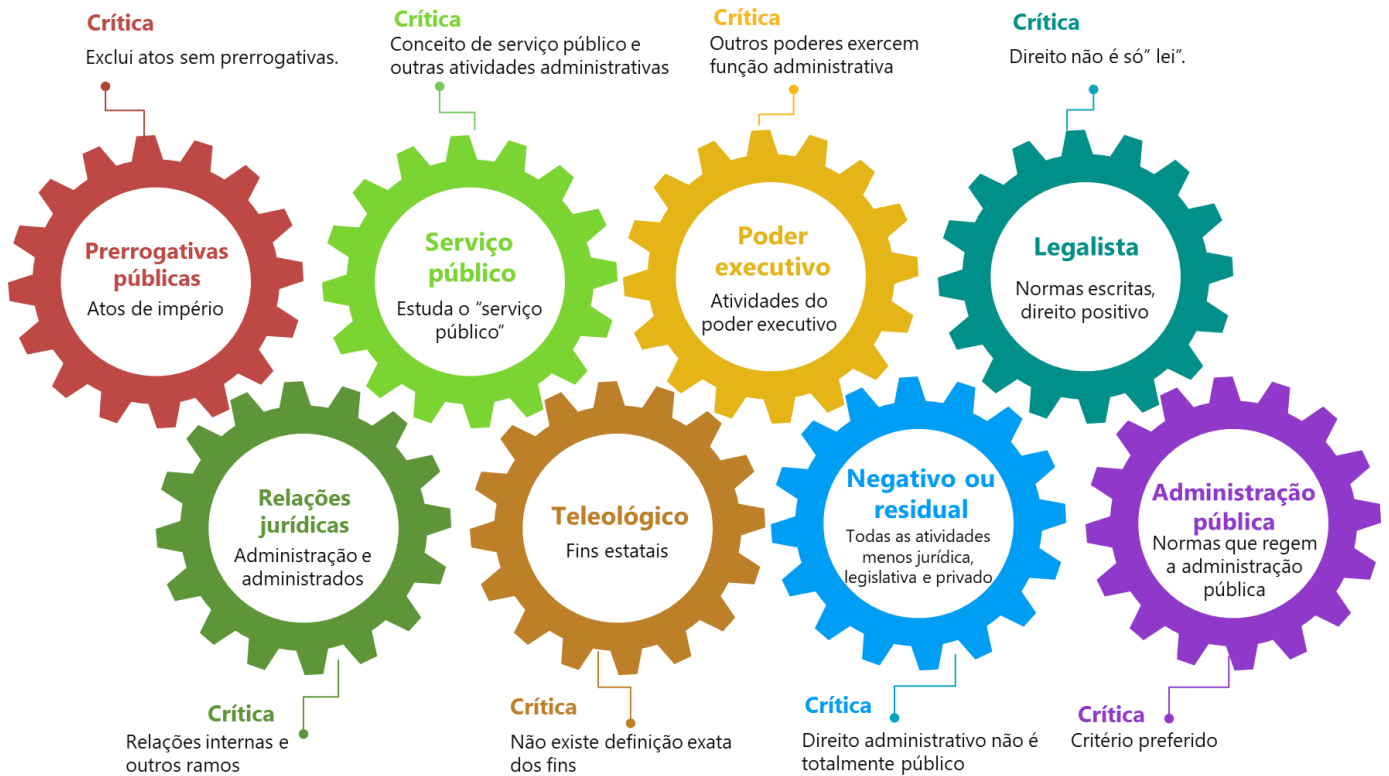 Crítica
Exclui atos sem prerrogativas.
Crítica
Conceito de serviço público e
outras atividades administrativas
Crítica
Outros poderes exercem
função administrativa
Crítica
Direito não é só” lei”.
Prerrogativas
públicas
Atos de império
Serviço
público
Estuda o “serviço
público”
Poder
executivo
Atividades do
poder executivo
Legalista
Normas escritas,
direito positivo
Relações
jurídicas
Administração e
administrados
Teleológico
Fins estatais
Negativo ou
residual
Todas as atividades
menos jurídica,
legislativa e privado
Administração
pública
Normas que regem
a administração
pública
Crítica
Relações internas e
outros ramos
Crítica
Não existe definição exata
dos fins
Crítica
Direito administrativo não é
totalmente público
Crítica
Critério preferido